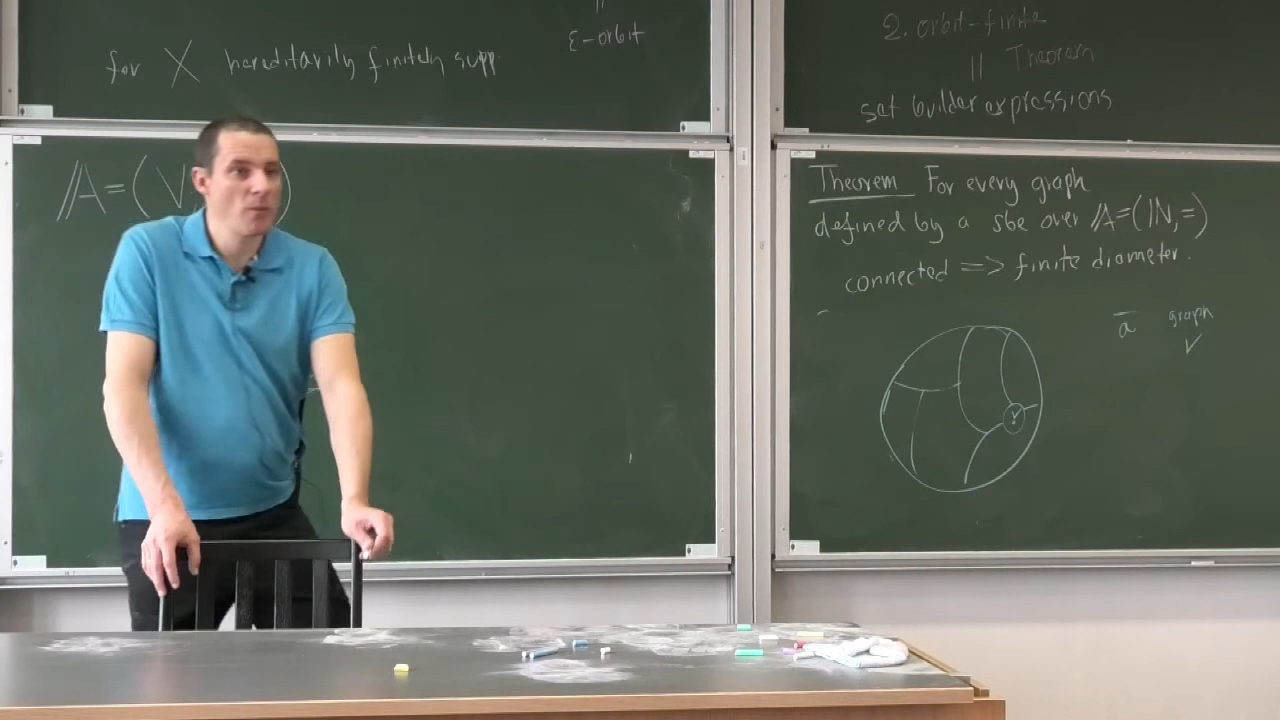 ||
ε-orbit
for X hereditarily finitely supp
𝔸=(V, )
2. orbit-finite
|| Theorem
set builder expressions
Theorem For every graph
defined by a sbe over 𝔸=(ℕ,=)
connected => finite diameter.
a̅ graph
✓
✓